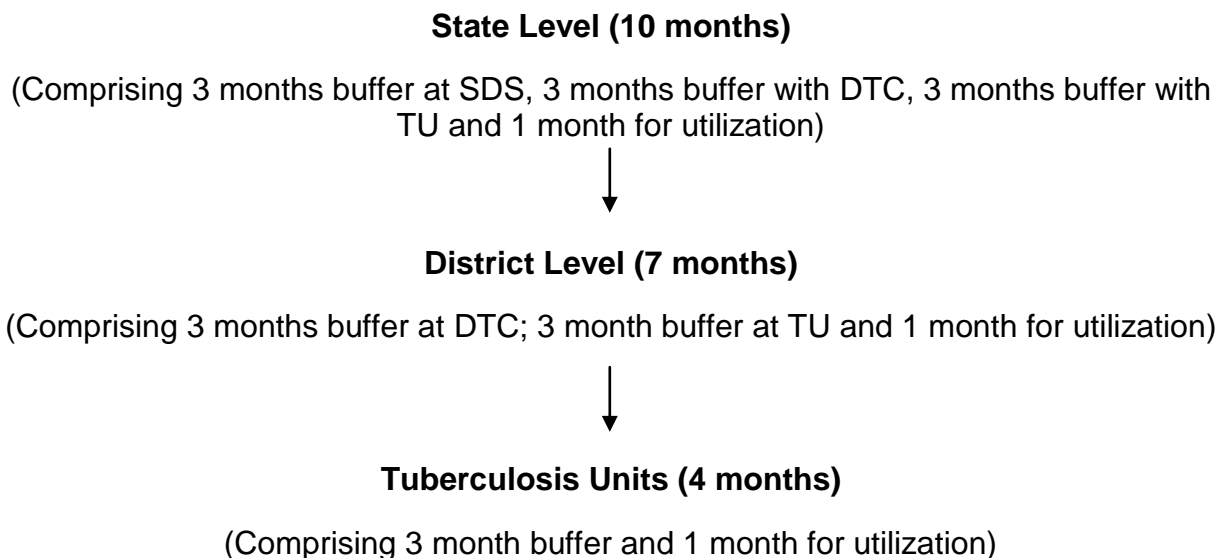 State Level (10 months)
(Comprising 3 months buffer at SDS, 3 months buffer with DTC, 3 months buffer with
TU and 1 month for utilization)
District Level (7 months)
(Comprising 3 months buffer at DTC; 3 month buffer at TU and 1 month for utilization)
Tuberculosis Units (4 months)
(Comprising 3 month buffer and 1 month for utilization)